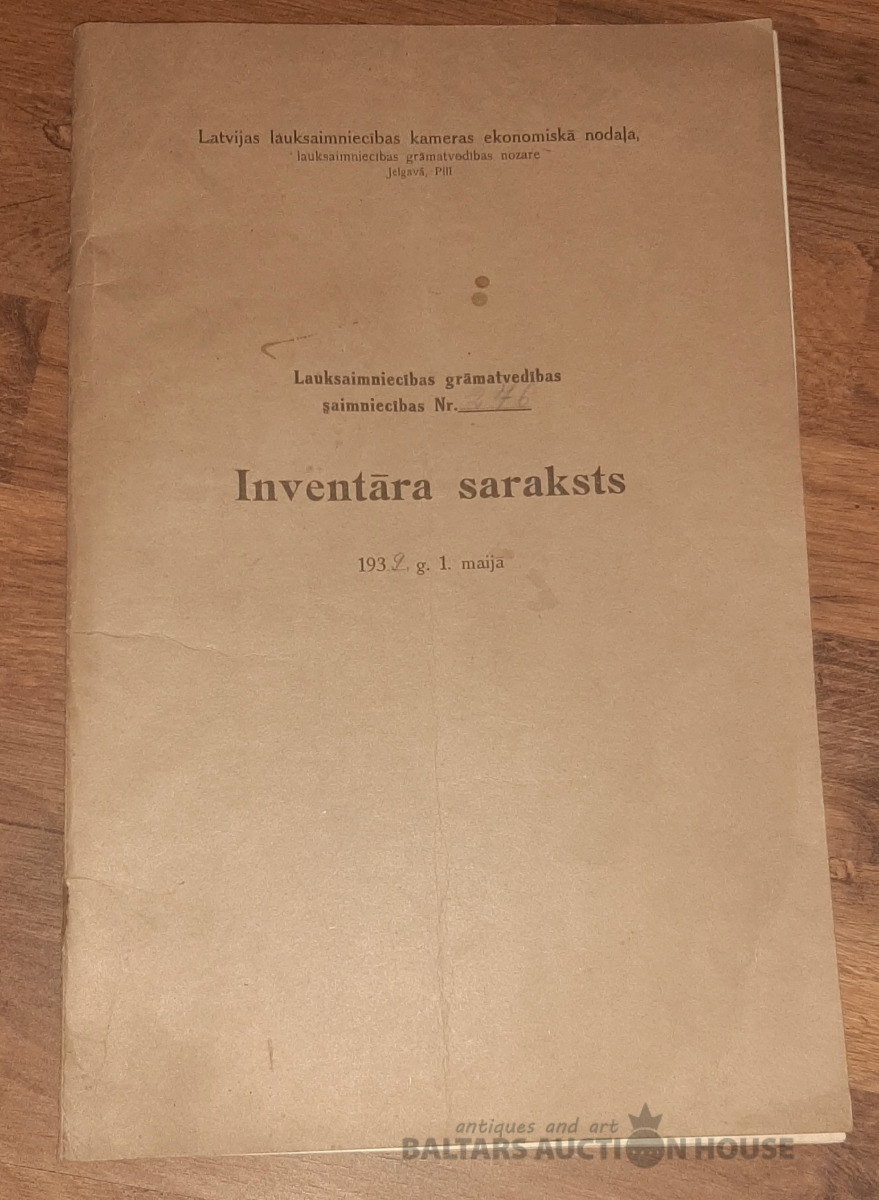 Latvijas lauksaimniecības kameras ekonomiskā nodaļa,
lauksaimniecības grāmatvedības nozare
Jelgavā, Pilī
Lauksaimniecības grāmatvedības
saimniecības Nr.
Inventāra saraksts
1939. g. 1. maijā
antiques and art
BALTARS AUCTION HOUSE